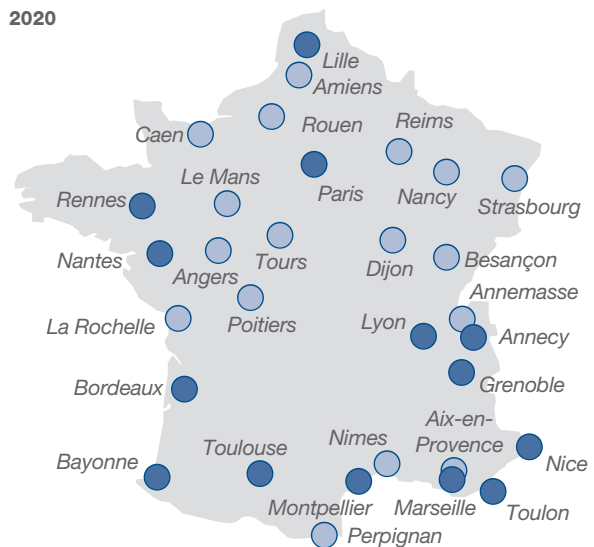 2020
Lille
Amiens
Rouen
Reims
Caen
Le Mans
Paris
Nancy
Rennes
Strasbourg
Nantes
Angers
Tours
Dijon
Besançon
Annemasse
La Rochelle
Poitiers
Lyon
Annecy
Grenoble
Bordeaux
Aix-en-
Provence
Nimes
Toulouse
Bayonne
Nice
Montpellier
Marseille
Toulon
Perpignan